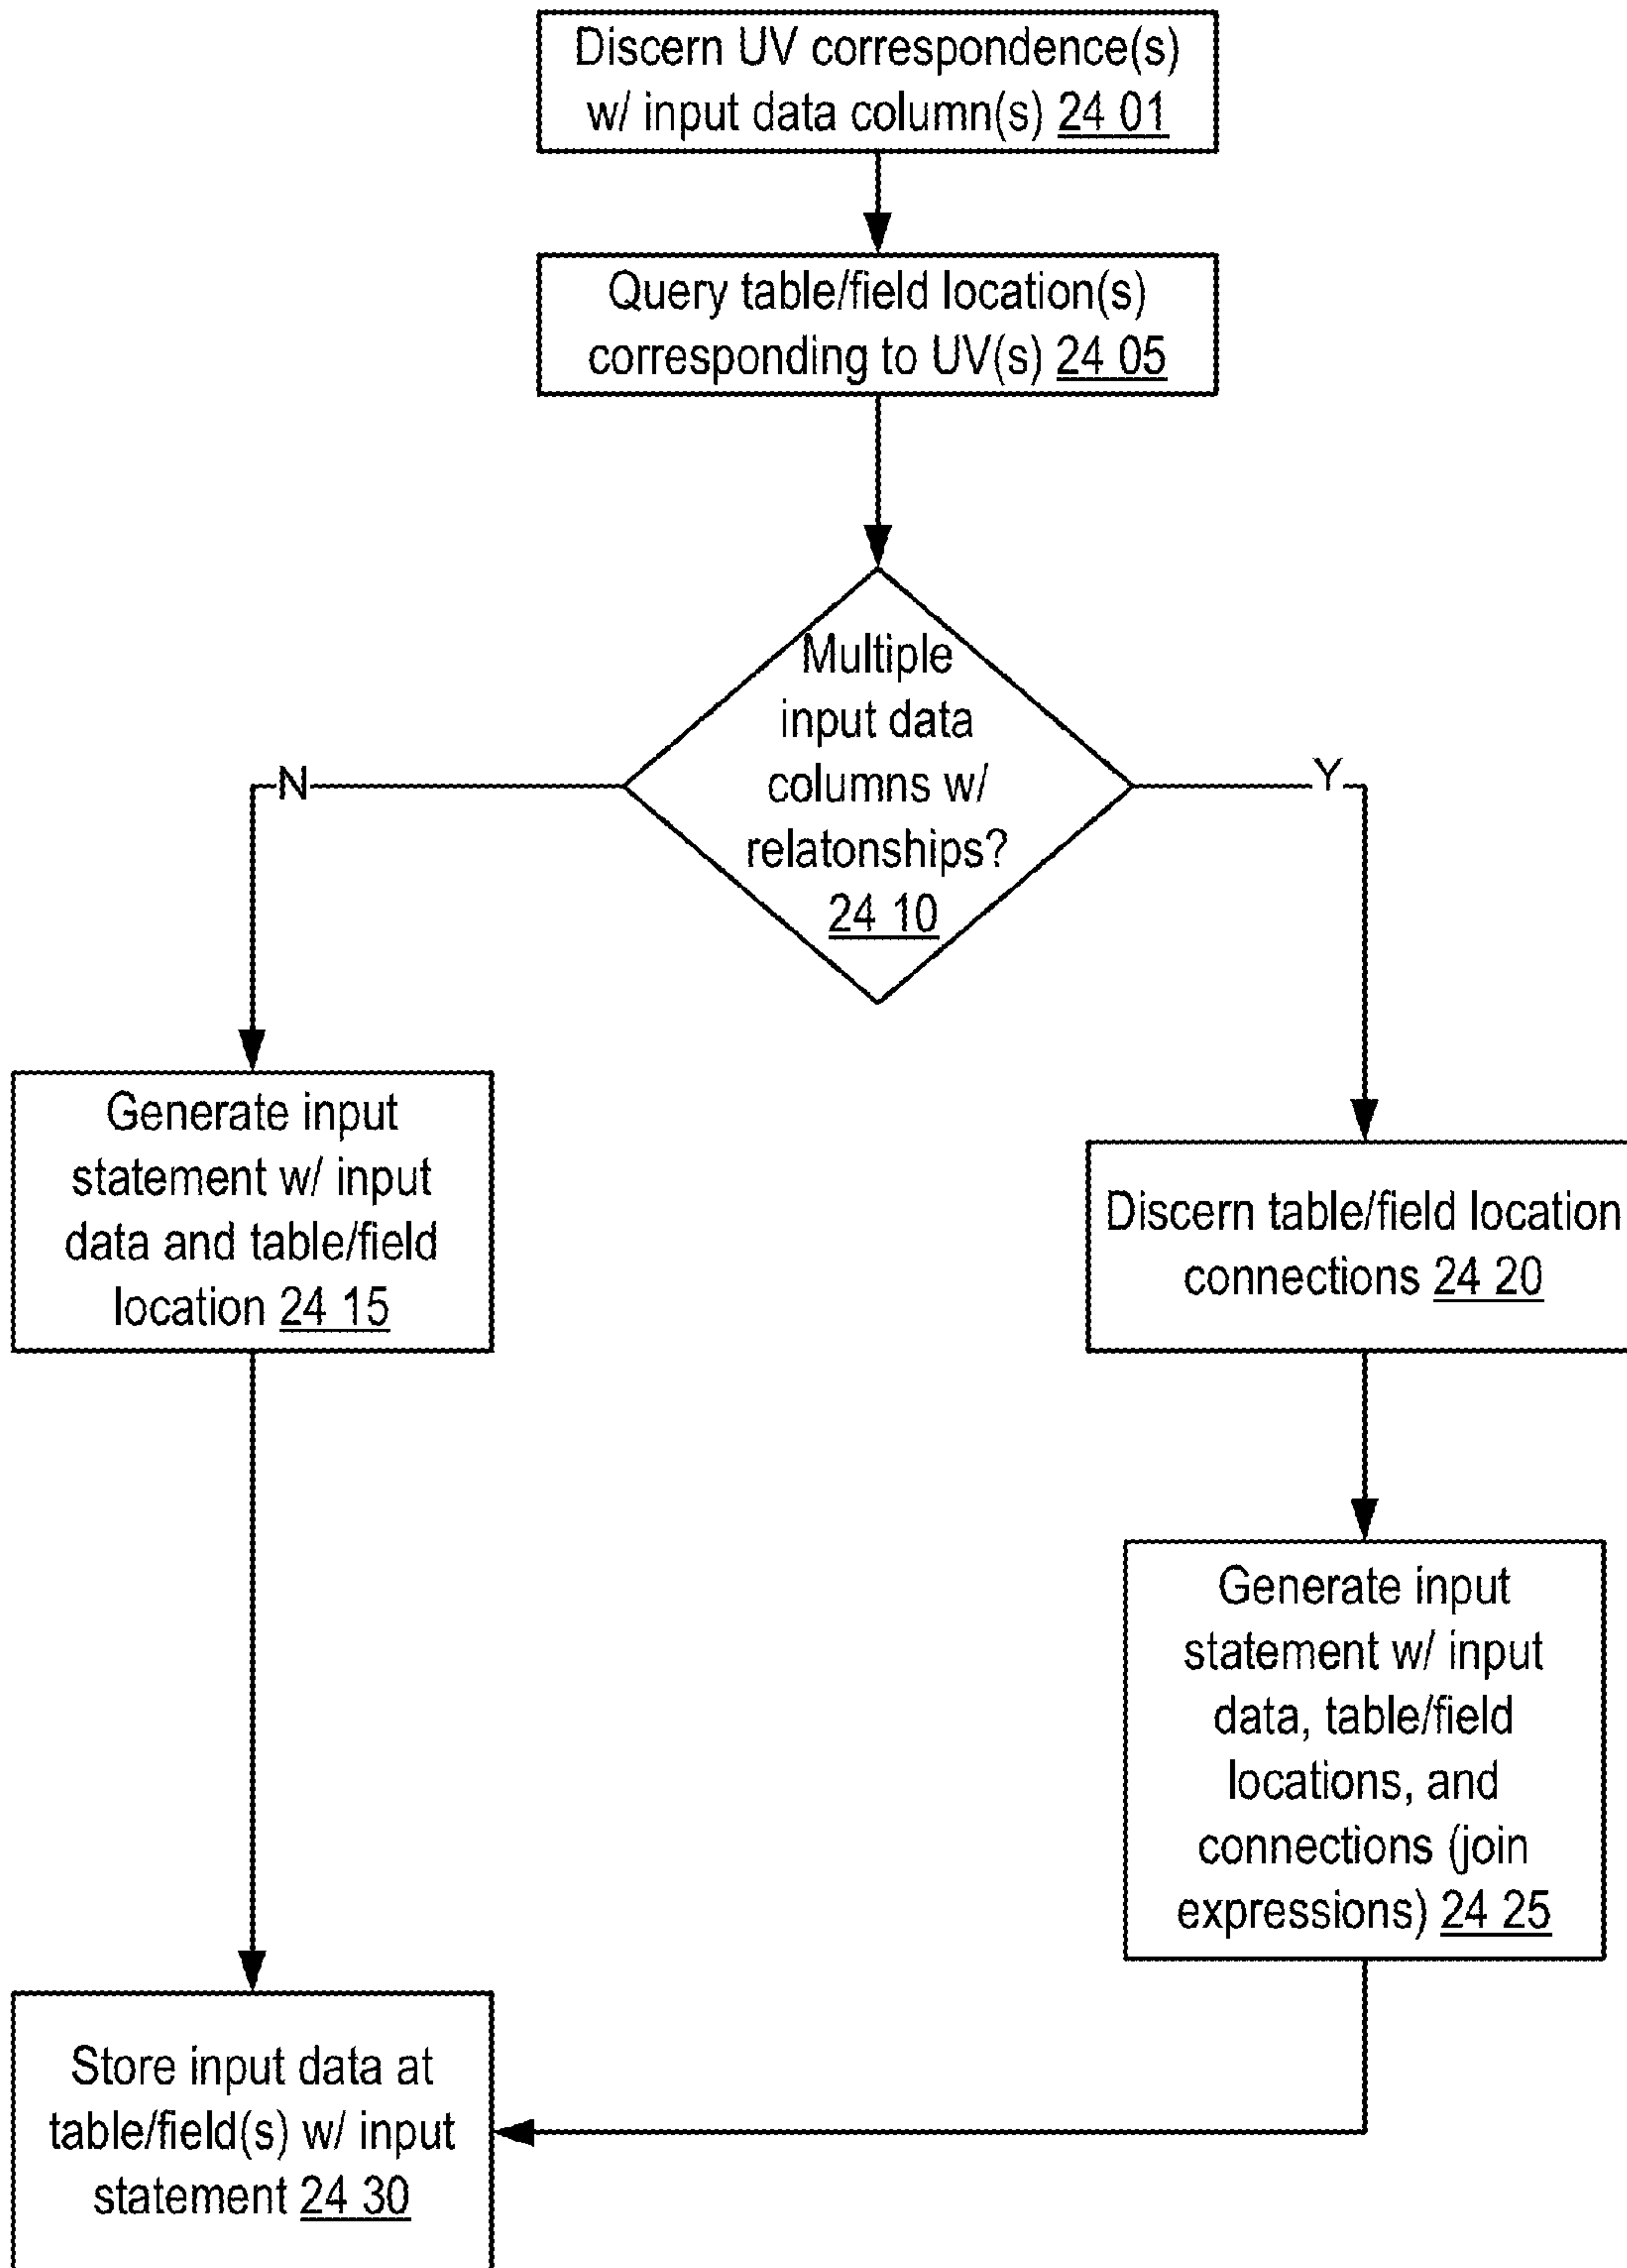 Discern UV correspondence(s)
w/ input data column(s) 24 01
Query table/field location(s)
corresponding to UV(s) 24 05
Multiple
input data
columns w/
relatonships?
24 10
N
Y
Generate input
statement w/ input
data and table/field
location 24 15
Discern table/field location
connections 24 20
Generate input
statement w/ input
data, table/field
locations, and
connections (join
expressions) 24 25
Store input data at
table/field(s) w/ input
statement 24 30